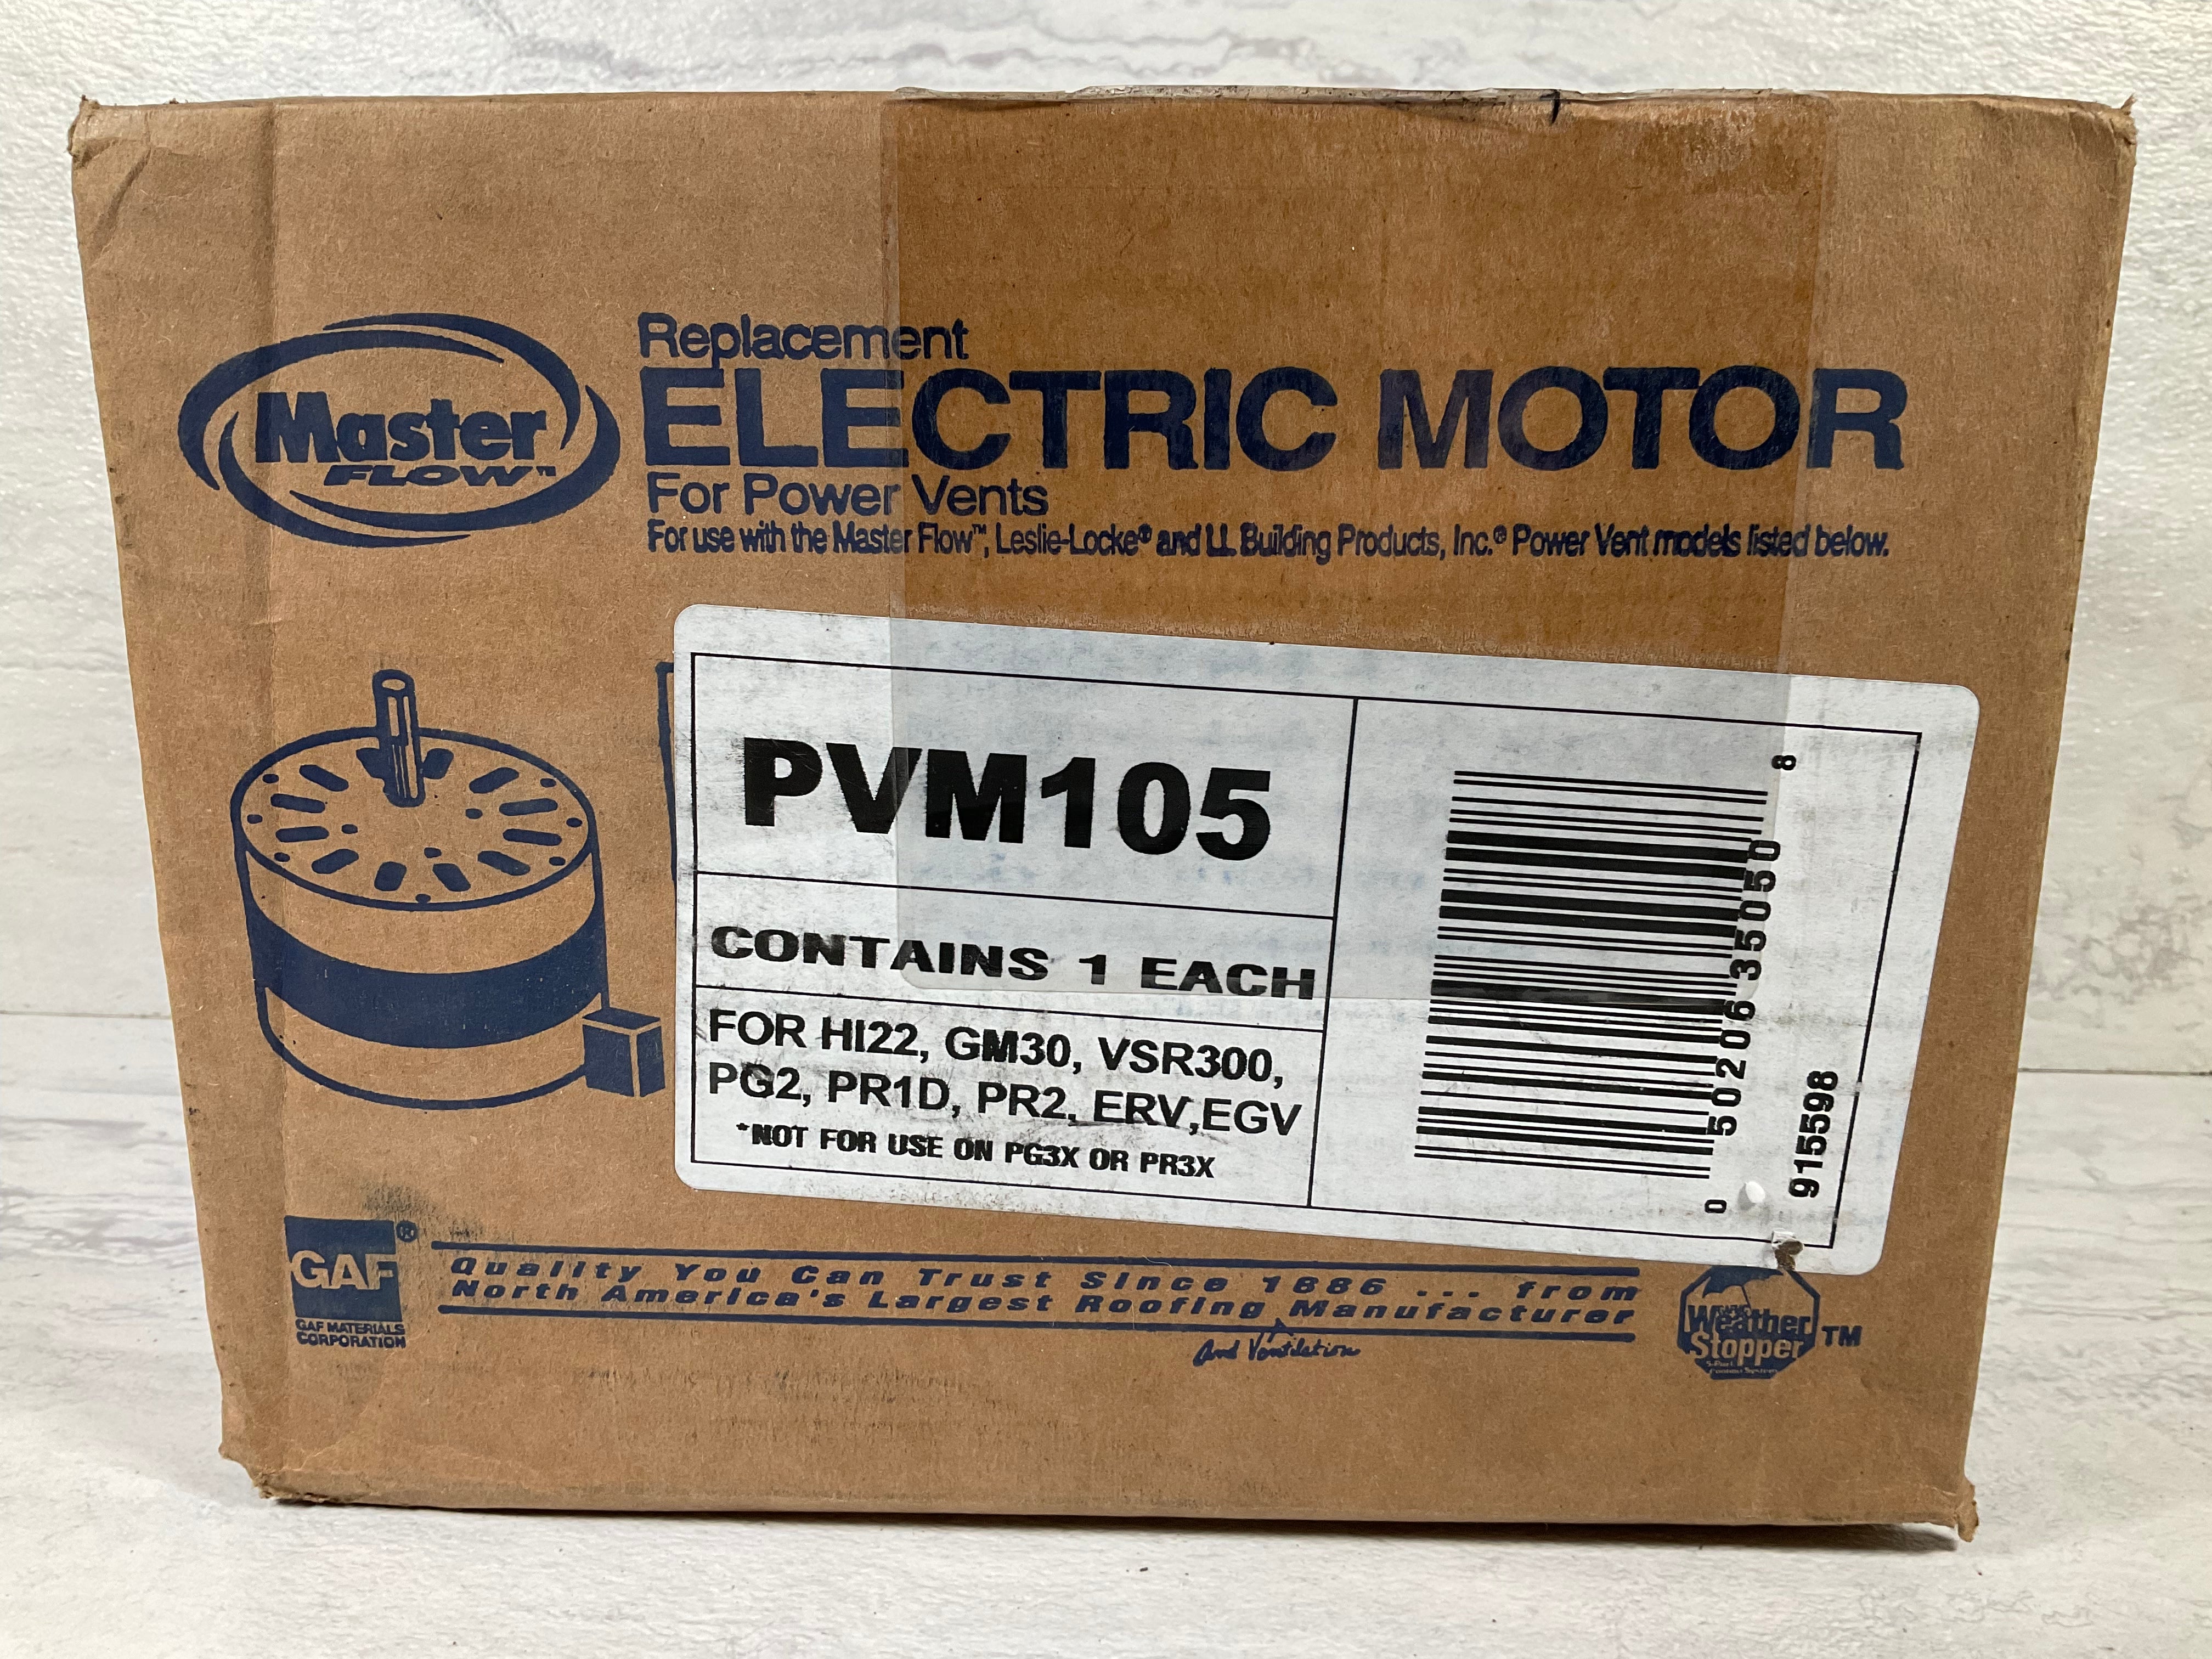 Master
FLOW™
Replacement
ELECTRIC MOTOR
For Power Vents
For use with the Master Flow™, Leslie-Locke® and LL Building Products, Inc.® Power Vent models listed below.
PVM105
CONTAINS 1 EACH
FOR HI22, GM30, VSR300,
PG2, PR1D, PR2, ERV,EGV
*NOT FOR USE ON PG3X OR PR3X
0 50206 35050 8
915598
GAF®
GAF MATERIALS
CORPORATION
Quality You Can Trust Since 1886 ... from
North America's Largest Roofing Manufacturer
And Ventilation
Weather
Stopper™